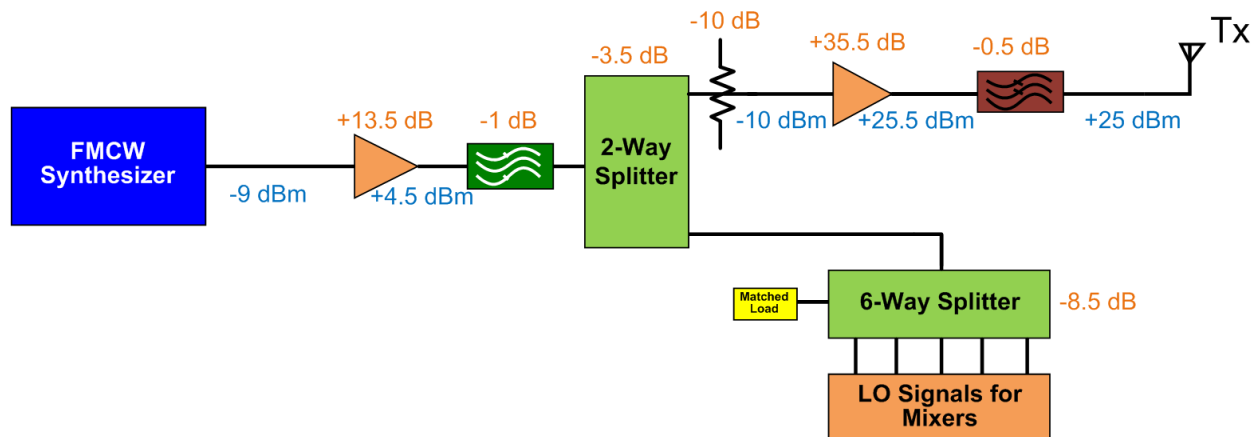 Tx
-10 dB
+35.5 dB
-0.5 dB
-3.5 dB
+13.5 dB
-1 dB
-10 dBm
+25.5 dBm
+25 dBm
FMCW
Synthesizer
2-Way
Splitter
-9 dBm
+4.5 dBm
Matched
Load
6-Way Splitter
-8.5 dB
LO Signals for
Mixers